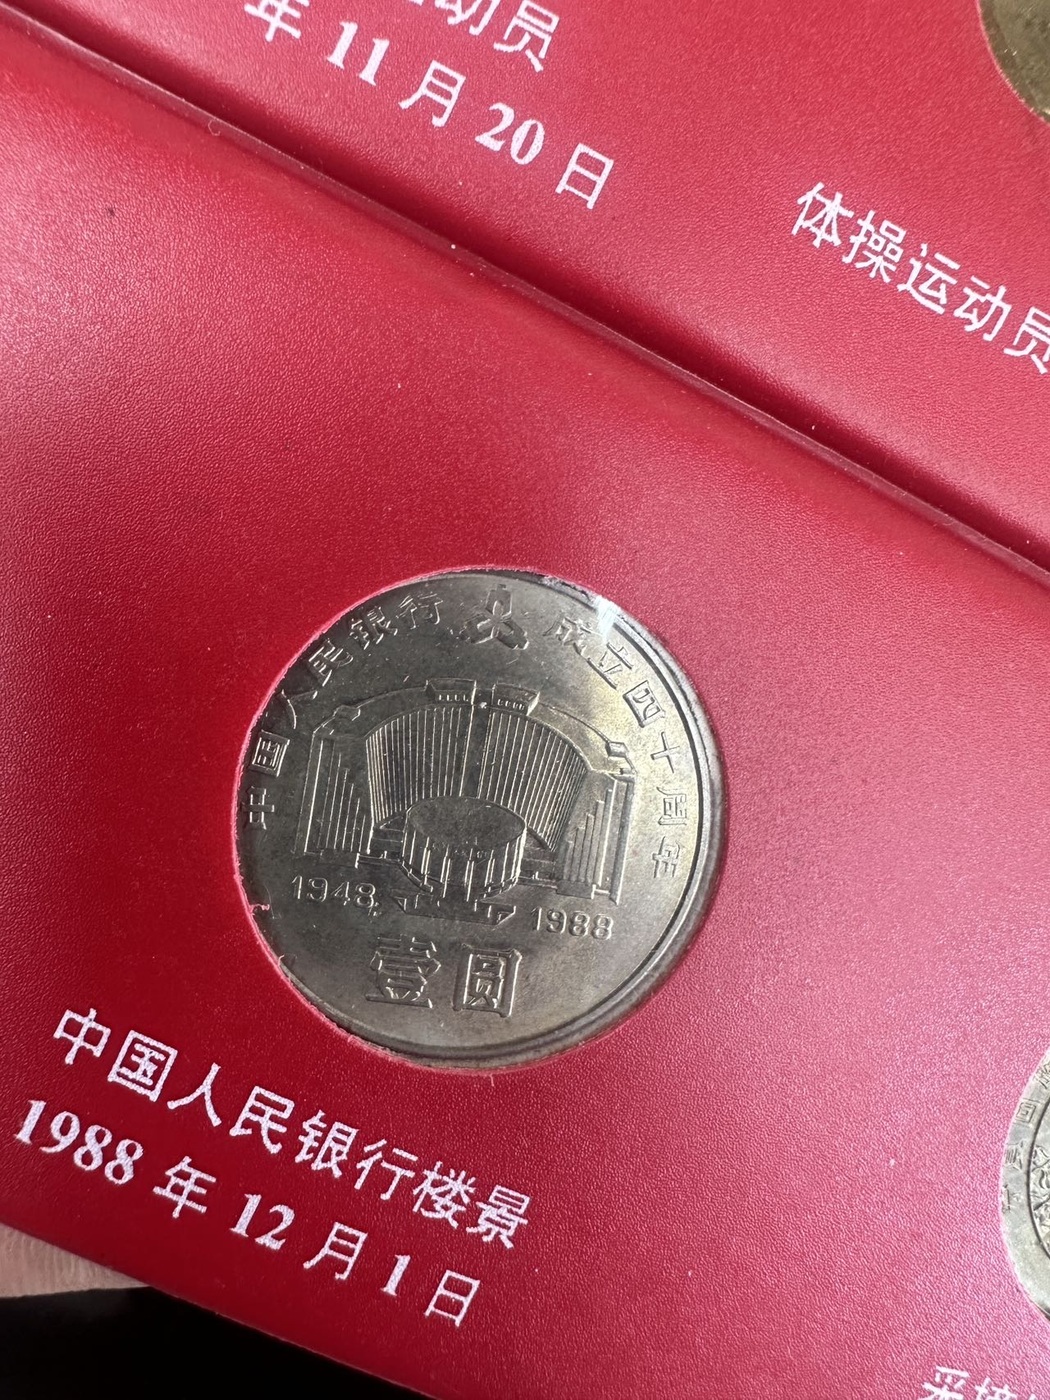 动员
年 11 月 20 日
体操运动员
中国人民银行 成立四十周年
1948 1988
壹圆
中国人民银行楼景
1988 年 12 月 1 日